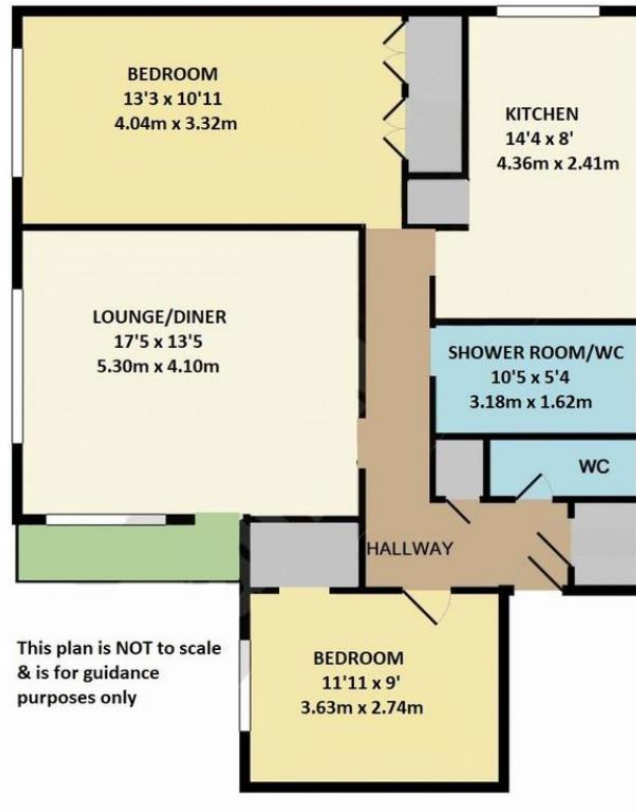 BEDROOM
13'3 x 10'11
4.04m x 3.32m
KITCHEN
14'4 x 8'
4.36m x 2.41m
LOUNGE/DINER
17'5 x 13'5
5.30m x 4.10m
SHOWER ROOM/WC
10'5 x 5'4
3.18m x 1.62m
WC
HALLWAY
This plan is NOT to scale
& is for guidance
purposes only
BEDROOM
11'11 x 9'
3.63m x 2.74m